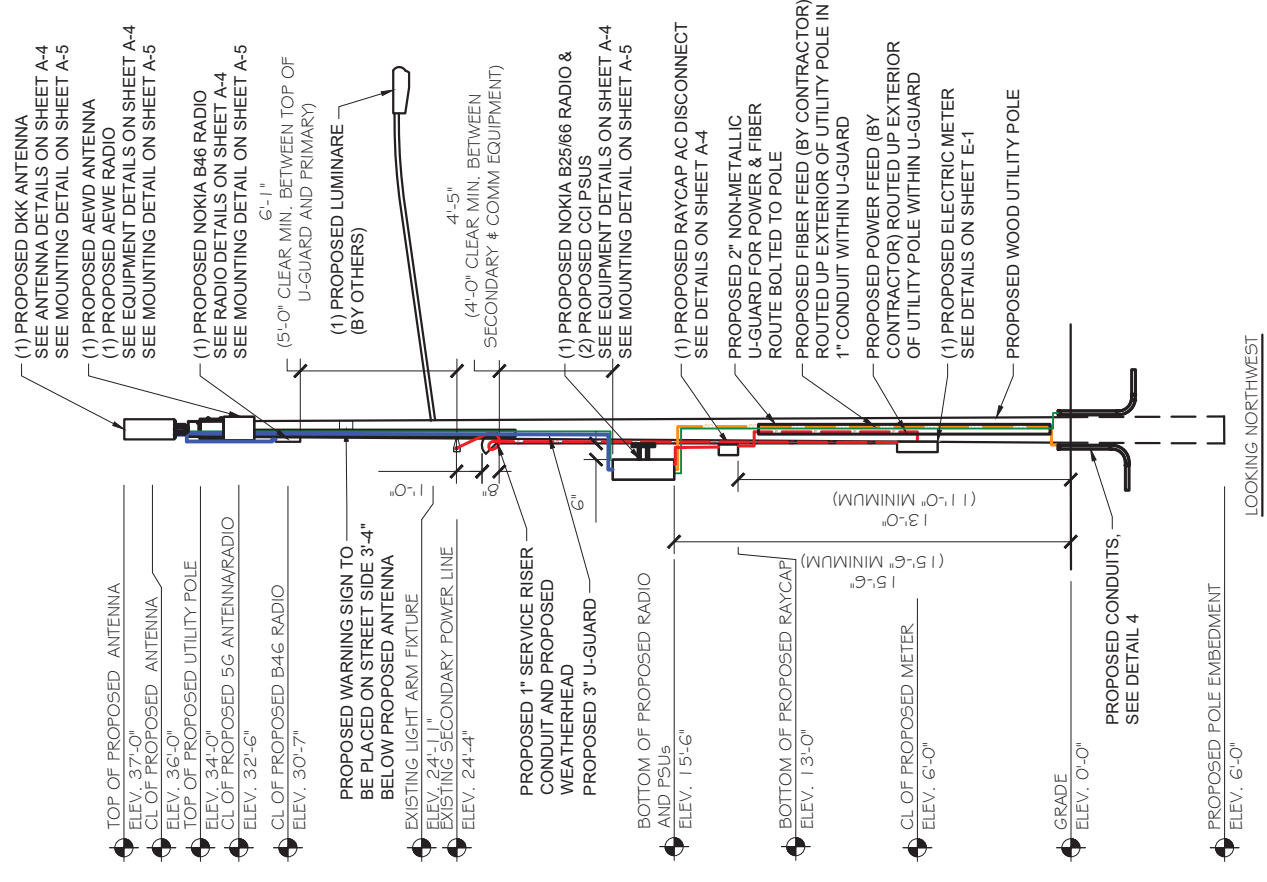 (1) PROPOSED DKK ANTENNA
SEE ANTENNA DETAILS ON SHEET A-4
SEE MOUNTING DETAIL ON SHEET A-5
(1) PROPOSED AEWD ANTENNA
(1) PROPOSED AEWE RADIO
SEE EQUIPMENT DETAILS ON SHEET A-4
SEE MOUNTING DETAIL ON SHEET A-5
(1) PROPOSED NOKIA B46 RADIO
SEE RADIO DETAILS ON SHEET A-4
SEE MOUNTING DETAIL ON SHEET A-5
6'-1"
(5'-0" CLEAR MIN. BETWEEN TOP OF
U-GUARD AND PRIMARY)
(1) PROPOSED LUMINARE
(BY OTHERS)
4'-5"
(4'-0" CLEAR MIN. BETWEEN
SECONDARY & COMM EQUIPMENT)
(1) PROPOSED NOKIA B25/66 RADIO &
(2) PROPOSED CCI PSUS
SEE EQUIPMENT DETAILS ON SHEET A-4
SEE MOUNTING DETAIL ON SHEET A-5
(1) PROPOSED RAYCAP AC DISCONNECT
SEE DETAILS ON SHEET A-4
PROPOSED 2" NON-METALLIC
U-GUARD FOR POWER & FIBER
ROUTE BOLTED TO POLE
PROPOSED FIBER FEED (BY CONTRACTOR)
ROUTED UP EXTERIOR OF UTILITY POLE IN
1" CONDUIT WITHIN U-GUARD
PROPOSED POWER FEED (BY
CONTRACTOR) ROUTED UP EXTERIOR
OF UTILITY POLE WITHIN U-GUARD
(1) PROPOSED ELECTRIC METER
SEE DETAILS ON SHEET E-1
PROPOSED WOOD UTILITY POLE
1'-0"
8"
6"
13'-0"
(11'-0" MINIMUM)
15'-6"
(15'-6" MINIMUM)
TOP OF PROPOSED ANTENNA
ELEV. 37'-0"
CL OF PROPOSED ANTENNA
ELEV. 36'-0"
TOP OF PROPOSED UTILITY POLE
ELEV. 34'-0"
CL OF PROPOSED 5G ANTENNA/RADIO
ELEV. 32'-6"
CL OF PROPOSED B46 RADIO
ELEV. 30'-7"
PROPOSED WARNING SIGN TO
BE PLACED ON STREET SIDE 3'-4"
BELOW PROPOSED ANTENNA
EXISTING LIGHT ARM FIXTURE
ELEV. 24'-11"
EXISTING SECONDARY POWER LINE
ELEV. 24'-4"
PROPOSED 1" SERVICE RISER
CONDUIT AND PROPOSED
WEATHERHEAD
PROPOSED 3" U-GUARD
BOTTOM OF PROPOSED RADIO
AND PSUs
ELEV. 15'-6"
BOTTOM OF PROPOSED RAYCAP
ELEV. 13'-0"
CL OF PROPOSED METER
ELEV. 6'-0"
PROPOSED CONDUITS,
SEE DETAIL 4
GRADE
ELEV. 0'-0"
PROPOSED POLE EMBEDMENT
ELEV. 6'-0"
LOOKING NORTHWEST